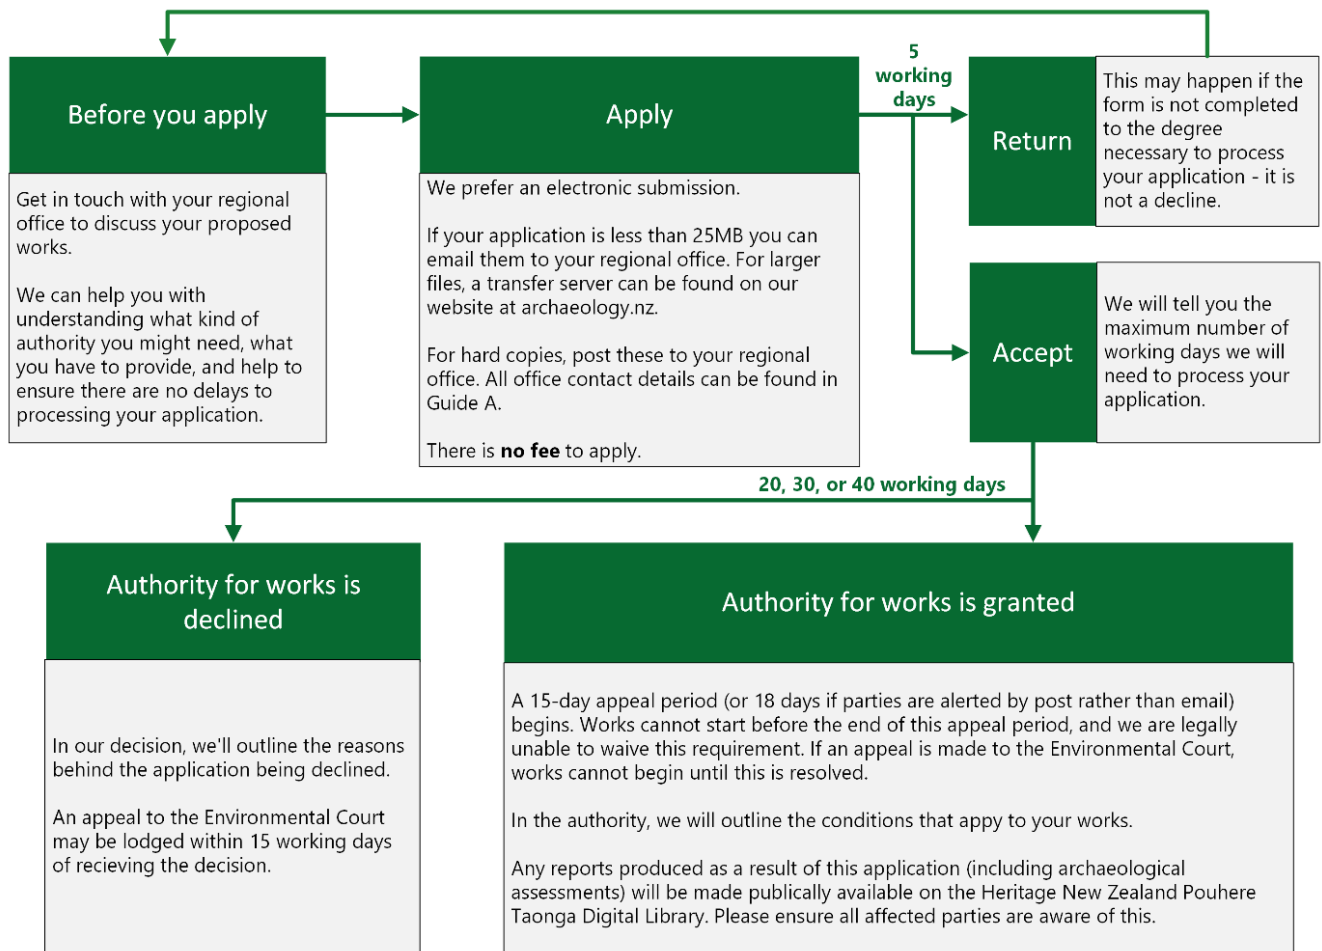 Before you apply
Get in touch with your regional
office to discuss your proposed
works.
We can help you with
understanding what kind of
authority you might need, what
you have to provide, and help to
ensure there are no delays to
processing your application.
Apply
We prefer an electronic submission.
If your application is less than 25MB you can
email them to your regional office. For larger
files, a transfer server can be found on our
website at archaeology.nz.
For hard copies, post these to your regional
office. All office contact details can be found in
Guide A.
There is no fee to apply.
5
working
days
Return
This may happen if the
form is not completed
to the degree
necessary to process
your application - it is
not a decline.
Accept
We will tell you the
maximum number of
working days we will
need to process your
application.
20, 30, or 40 working days
Authority for works is
declined
In our decision, we'll outline the reasons
behind the application being declined.
An appeal to the Environmental Court
may be lodged within 15 working days
of recieving the decision.
Authority for works is granted
A 15-day appeal period (or 18 days if parties are alerted by post rather than email)
begins. Works cannot start before the end of this appeal period, and we are legally
unable to waive this requirement. If an appeal is made to the Environmental Court,
works cannot begin until this is resolved.
In the authority, we will outline the conditions that appy to your works.
Any reports produced as a result of this application (including archaeological
assessments) will be made publically available on the Heritage New Zealand Pouhere
Taonga Digital Library. Please ensure all affected parties are aware of this.